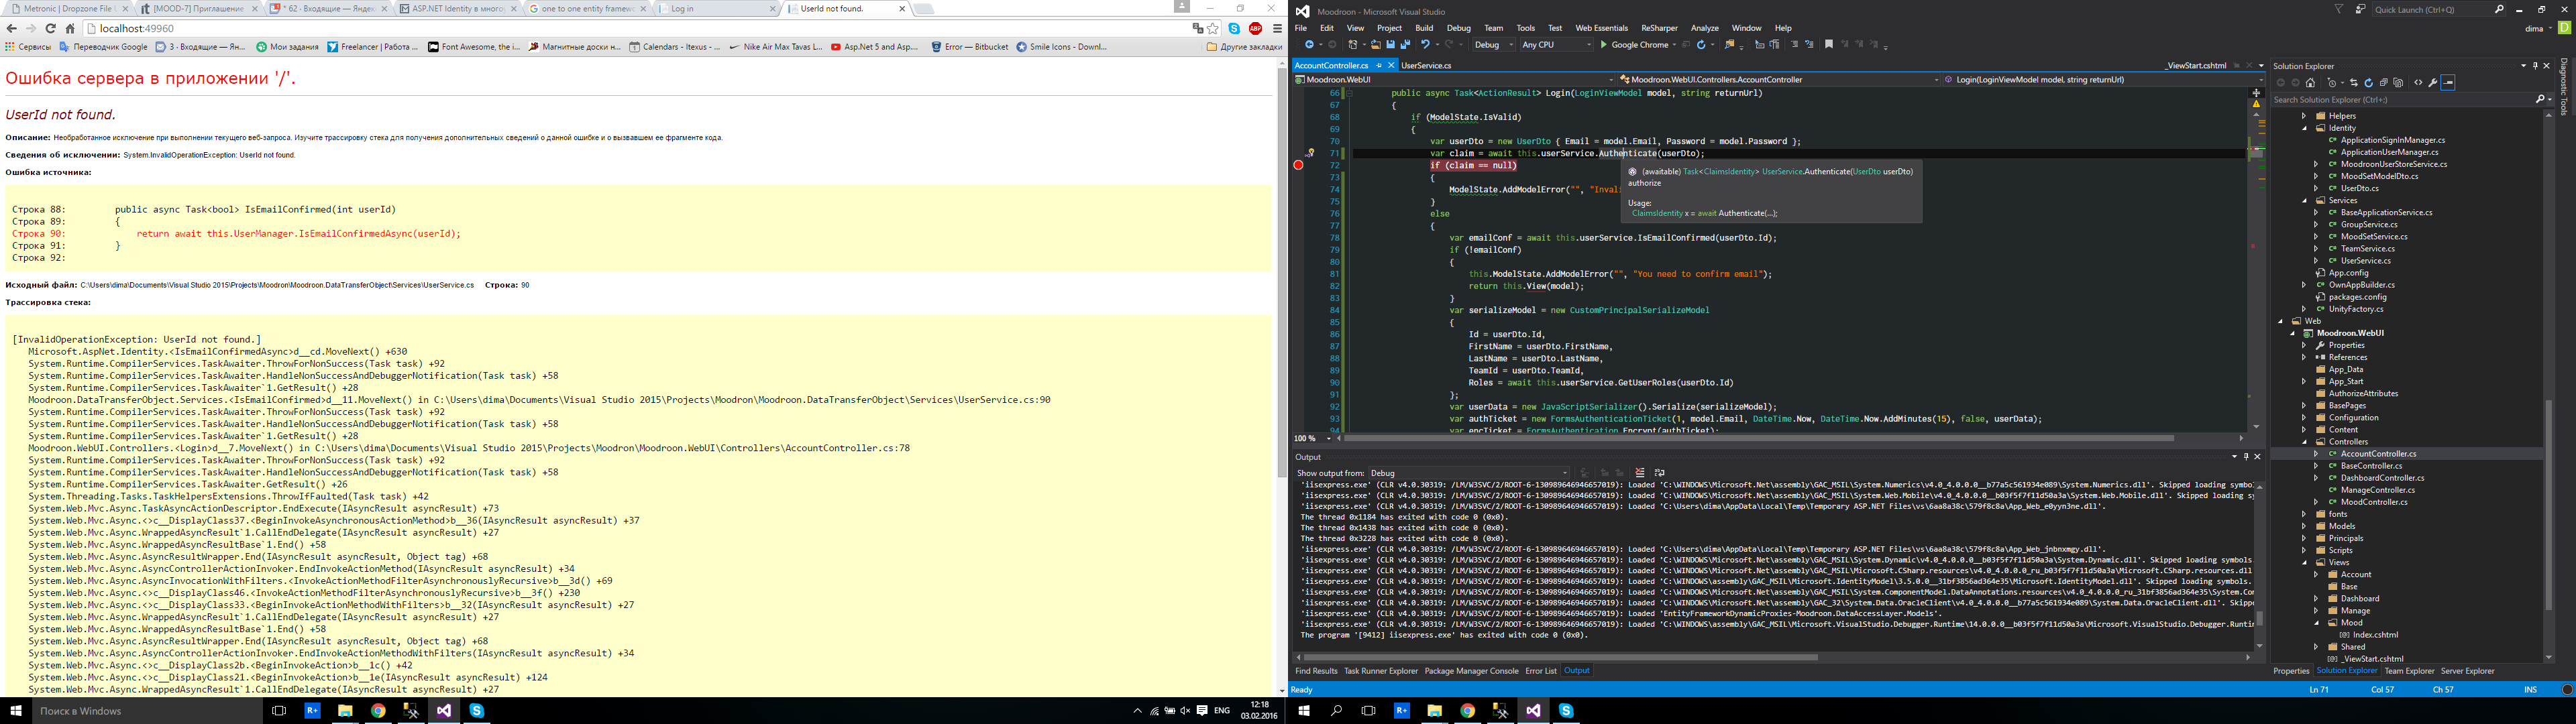 Metronic | Dropzone File U
[MOOD-7] Приглашение
* 62 · Входящие — Яндек
ASP.NET Identity в многоу
one to one entity framewo
Log in
UserId not found.
localhost:49960
Сервисы
Переводчик Google
3 · Входящие — Ян...
Мои задания
Freelancer | Работа ...
Font Awesome, the i...
Магнитные доски н...
Calendars - Itexus - ...
Nike Air Max Tavas L...
Asp.Net 5 and Asp....
Error — Bitbucket
Smile Icons - Downl...
Другие закладки
Ошибка сервера в приложении '/'.
UserId not found.
Описание: Необработанное исключение при выполнении текущего веб-запроса. Изучите трассировку стека для получения дополнительных сведений о данной ошибке и о вызвавшем ее фрагменте кода.
Сведения об исключении: System.InvalidOperationException: UserId not found.
Ошибка источника:
Строка 88: public async Task<bool> IsEmailConfirmed(int userId)
Строка 89: {
Строка 90: return await this.UserManager.IsEmailConfirmedAsync(userId);
Строка 91: }
Строка 92:
Исходный файл: C:\Users\dima\Documents\Visual Studio 2015\Projects\Moodron\Moodroon.DataTransferObject\Services\UserService.cs Строка: 90
Трассировка стека:
[InvalidOperationException: UserId not found.]
Microsoft.AspNet.Identity.<IsEmailConfirmedAsync>d__cd.MoveNext() +630
System.Runtime.CompilerServices.TaskAwaiter.ThrowForNonSuccess(Task task) +92
System.Runtime.CompilerServices.TaskAwaiter.HandleNonSuccessAndDebuggerNotification(Task task) +58
System.Runtime.CompilerServices.TaskAwaiter`1.GetResult() +28
Moodroon.DataTransferObject.Services.<IsEmailConfirmed>d__11.MoveNext() in C:\Users\dima\Documents\Visual Studio 2015\Projects\Moodron\Moodroon.DataTransferObject\Services\UserService.cs:90
System.Runtime.CompilerServices.TaskAwaiter.ThrowForNonSuccess(Task task) +92
System.Runtime.CompilerServices.TaskAwaiter.HandleNonSuccessAndDebuggerNotification(Task task) +58
System.Runtime.CompilerServices.TaskAwaiter`1.GetResult() +28
Moodroon.WebUI.Controllers.<Login>d__7.MoveNext() in C:\Users\dima\Documents\Visual Studio 2015\Projects\Moodron\Moodroon.WebUI\Controllers\AccountController.cs:78
System.Runtime.CompilerServices.TaskAwaiter.ThrowForNonSuccess(Task task) +92
System.Runtime.CompilerServices.TaskAwaiter.HandleNonSuccessAndDebuggerNotification(Task task) +58
System.Runtime.CompilerServices.TaskAwaiter.GetResult() +26
System.Threading.Tasks.TaskHelpersExtensions.ThrowIfFaulted(Task task) +42
System.Web.Mvc.Async.TaskAsyncActionDescriptor.EndExecute(IAsyncResult asyncResult) +73
System.Web.Mvc.Async.<>c__DisplayClass37.<BeginInvokeAsynchronousActionMethod>b__36(IAsyncResult asyncResult) +37
System.Web.Mvc.Async.WrappedAsyncResult`1.CallEndDelegate(IAsyncResult asyncResult) +27
System.Web.Mvc.Async.WrappedAsyncResultBase`1.End() +58
System.Web.Mvc.Async.AsyncResultWrapper.End(IAsyncResult asyncResult, Object tag) +68
System.Web.Mvc.Async.AsyncControllerActionInvoker.EndInvokeActionMethod(IAsyncResult asyncResult) +34
System.Web.Mvc.Async.AsyncInvocationWithFilters.<InvokeActionMethodFilterAsynchronouslyRecursive>b__3d() +69
System.Web.Mvc.Async.<>c__DisplayClass46.<InvokeActionMethodFilterAsynchronouslyRecursive>b__3f() +230
System.Web.Mvc.Async.<>c__DisplayClass33.<BeginInvokeActionMethodWithFilters>b__32(IAsyncResult asyncResult) +27
System.Web.Mvc.Async.WrappedAsyncResult`1.CallEndDelegate(IAsyncResult asyncResult) +27
System.Web.Mvc.Async.WrappedAsyncResultBase`1.End() +58
System.Web.Mvc.Async.AsyncResultWrapper.End(IAsyncResult asyncResult, Object tag) +68
System.Web.Mvc.Async.AsyncControllerActionInvoker.EndInvokeActionMethodWithFilters(IAsyncResult asyncResult) +34
System.Web.Mvc.Async.<>c__DisplayClass2b.<BeginInvokeAction>b__1c() +42
System.Web.Mvc.Async.<>c__DisplayClass21.<BeginInvokeAction>b__1e(IAsyncResult asyncResult) +124
System.Web.Mvc.Async.WrappedAsyncResult`1.CallEndDelegate(IAsyncResult asyncResult) +27
Поиск в Windows
ENG
12:18
03.02.2016
Moodroon - Microsoft Visual Studio
Quick Launch (Ctrl+Q)
File Edit View Project Build Debug Team Tools Test Web Essentials ReSharper Analyze Window Help
dima
Debug Any CPU Google Chrome
AccountController.cs UserService.cs _ViewStart.cshtml
Moodroon.WebUI Moodroon.WebUI.Controllers.AccountController Login(LoginViewModel model, string returnUrl)
66 public async Task<ActionResult> Login(LoginViewModel model, string returnUrl)
67 {
68 if (ModelState.IsValid)
69 {
70 var userDto = new UserDto { Email = model.Email, Password = model.Password };
71 var claim = await this.userService.Authenticate(userDto);
72 if (claim == null)
73 {
74 ModelState.AddModelError("", "Invali
75 }
76 else
77 {
78 var emailConf = await this.userService.IsEmailConfirmed(userDto.Id);
79 if (!emailConf)
80 {
81 this.ModelState.AddModelError("", "You need to confirm email");
82 return this.View(model);
83 }
84 var serializeModel = new CustomPrincipalSerializeModel
85 {
86 Id = userDto.Id,
87 FirstName = userDto.FirstName,
88 LastName = userDto.LastName,
89 TeamId = userDto.TeamId,
90 Roles = await this.userService.GetUserRoles(userDto.Id)
91 };
92 var userData = new JavaScriptSerializer().Serialize(serializeModel);
93 var authTicket = new FormsAuthenticationTicket(1, model.Email, DateTime.Now, DateTime.Now.AddMinutes(15), false, userData);
94 var encTicket = FormsAuthentication.Encrypt(authTicket);
(awaitable) Task<ClaimsIdentity> UserService.Authenticate(UserDto userDto)
authorize
Usage:
ClaimsIdentity x = await Authenticate(...);
100 %
Output
Show output from: Debug
'iisexpress.exe' (CLR v4.0.30319: /LM/W3SVC/2/ROOT-6-130989646946657019): Loaded 'C:\WINDOWS\Microsoft.Net\assembly\GAC_MSIL\System.Numerics\v4.0_4.0.0.0__b77a5c561934e089\System.Numerics.dll'. Skipped loading symbo
'iisexpress.exe' (CLR v4.0.30319: /LM/W3SVC/2/ROOT-6-130989646946657019): Loaded 'C:\WINDOWS\Microsoft.Net\assembly\GAC_MSIL\System.Web.Mobile\v4.0_4.0.0.0__b03f5f7f11d50a3a\System.Web.Mobile.dll'. Skipped loading sy
'iisexpress.exe' (CLR v4.0.30319: /LM/W3SVC/2/ROOT-6-130989646946657019): Loaded 'C:\Users\dima\AppData\Local\Temp\Temporary ASP.NET Files\vs\6aa8a38c\579f8c8a\App_Web_e0yyn3ne.dll'.
The thread 0x1184 has exited with code 0 (0x0).
The thread 0x1438 has exited with code 0 (0x0).
The thread 0x3228 has exited with code 0 (0x0).
'iisexpress.exe' (CLR v4.0.30319: /LM/W3SVC/2/ROOT-6-130989646946657019): Loaded 'C:\Users\dima\AppData\Local\Temp\Temporary ASP.NET Files\vs\6aa8a38c\579f8c8a\App_Web_jnbnxmgy.dll'.
'iisexpress.exe' (CLR v4.0.30319: /LM/W3SVC/2/ROOT-6-130989646946657019): Loaded 'C:\WINDOWS\Microsoft.Net\assembly\GAC_MSIL\System.Dynamic\v4.0_4.0.0.0__b03f5f7f11d50a3a\System.Dynamic.dll'. Skipped loading symbols
'iisexpress.exe' (CLR v4.0.30319: /LM/W3SVC/2/ROOT-6-130989646946657019): Loaded 'C:\WINDOWS\Microsoft.Net\assembly\GAC_MSIL\Microsoft.CSharp.resources\v4.0_4.0.0.0_ru_b03f5f7f11d50a3a\Microsoft.CSharp.resources.dll
'iisexpress.exe' (CLR v4.0.30319: /LM/W3SVC/2/ROOT-6-130989646946657019): Loaded 'C:\WINDOWS\assembly\GAC_MSIL\Microsoft.IdentityModel\3.5.0.0__31bf3856ad364e35\Microsoft.IdentityModel.dll'. Skipped loading symbols.
'iisexpress.exe' (CLR v4.0.30319: /LM/W3SVC/2/ROOT-6-130989646946657019): Loaded 'C:\WINDOWS\Microsoft.Net\assembly\GAC_MSIL\System.ComponentModel.DataAnnotations.resources\v4.0_4.0.0.0_ru_31bf3856ad364e35\System.Com
'iisexpress.exe' (CLR v4.0.30319: /LM/W3SVC/2/ROOT-6-130989646946657019): Loaded 'C:\WINDOWS\Microsoft.Net\assembly\GAC_32\System.Data.OracleClient\v4.0_4.0.0.0__b77a5c561934e089\System.Data.OracleClient.dll'. Skippe
'iisexpress.exe' (CLR v4.0.30319: /LM/W3SVC/2/ROOT-6-130989646946657019): Loaded 'EntityFrameworkDynamicProxies-Moodroon.DataAccessLayer.Models'.
'iisexpress.exe' (CLR v4.0.30319: /LM/W3SVC/2/ROOT-6-130989646946657019): Loaded 'C:\WINDOWS\assembly\GAC_MSIL\Microsoft.VisualStudio.Debugger.Runtime\14.0.0.0__b03f5f7f11d50a3a\Microsoft.VisualStudio.Debugger.Runtim
The program '[9412] iisexpress.exe' has exited with code 0 (0x0).
Find Results Task Runner Explorer Package Manager Console Error List Output
Solution Explorer
Search Solution Explorer (Ctrl+;)
Helpers
Identity
ApplicationSignInManager.cs
ApplicationUserManager.cs
MoodroonUserStoreService.cs
MoodSetModelDto.cs
UserDto.cs
Services
BaseApplicationService.cs
GroupService.cs
MoodSetService.cs
TeamService.cs
UserService.cs
App.config
OwnAppBuilder.cs
packages.config
UnityFactory.cs
Web
Moodroon.WebUI
Properties
References
App_Data
App_Start
AuthorizeAttributes
BasePages
Configuration
Content
Controllers
AccountController.cs
BaseController.cs
DashboardController.cs
ManageController.cs
MoodController.cs
fonts
Models
Principals
Scripts
Views
Account
Base
Dashboard
Manage
Mood
Index.cshtml
Shared
_ViewStart.cshtml
Properties Solution Explorer Team Explorer Server Explorer
Diagnostic Tools
Ready Ln 71 Col 57 Ch 57 INS